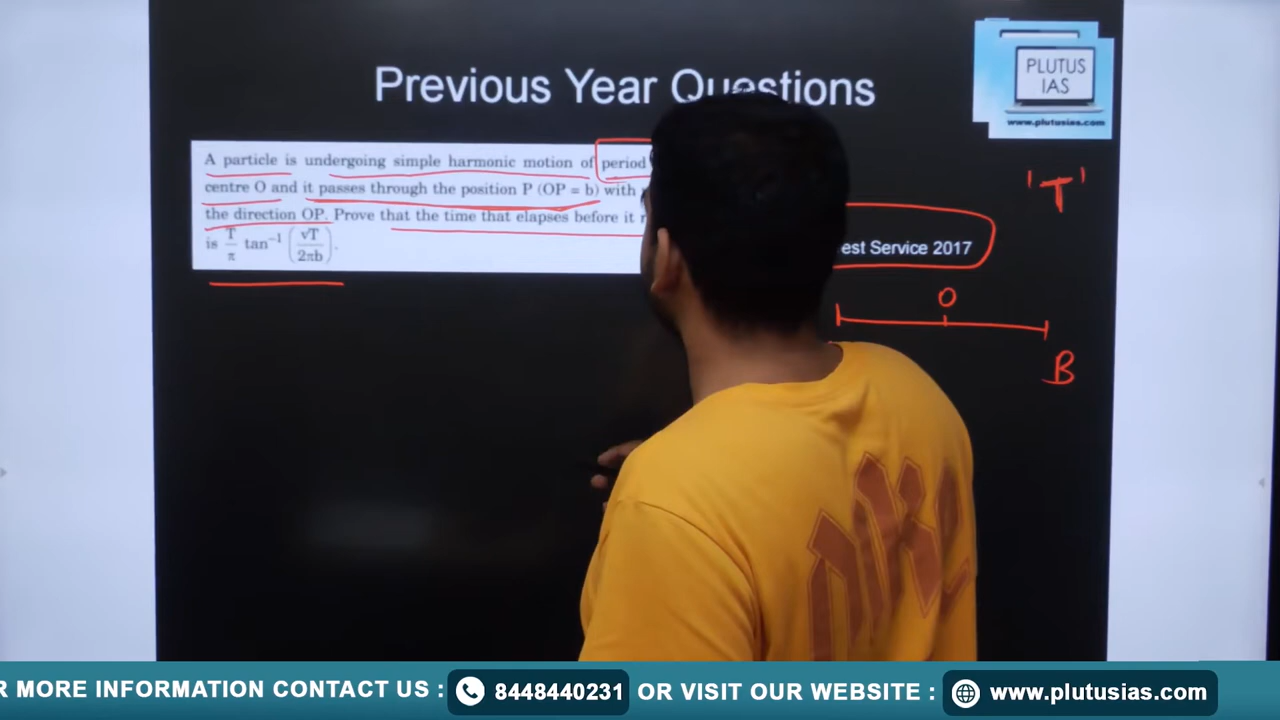 Previous Year Questions
PLUTUS
IAS
www.plutusias.com
A particle is undergoing simple harmonic motion of period
centre O and it passes through the position P (OP = b) with
the direction OP. Prove that the time that elapses before it
is T/π tan⁻¹ (vT/2πb).
'T'
est Service 2017
O
B
R MORE INFORMATION CONTACT US : 8448440231 OR VISIT OUR WEBSITE : www.plutusias.com